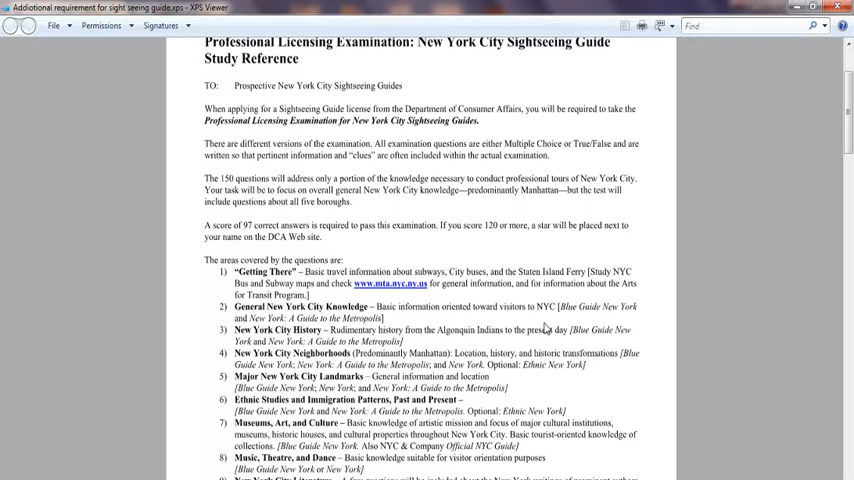 Addiotional requirement for sight seeing guide.xps - XPS Viewer
File Permissions Signatures Find
Professional Licensing Examination: New York City Sightseeing Guide
Study Reference
TO: Prospective New York City Sightseeing Guides
When applying for a Sightseeing Guide license from the Department of Consumer Affairs, you will be required to take the
Professional Licensing Examination for New York City Sightseeing Guides.
There are different versions of the examination. All examination questions are either Multiple Choice or True/False and are
written so that pertinent information and “clues” are often included within the actual examination.
The 150 questions will address only a portion of the knowledge necessary to conduct professional tours of New York City.
Your task will be to focus on overall general New York City knowledge—predominantly Manhattan—but the test will
include questions about all five boroughs.
A score of 97 correct answers is required to pass this examination. If you score 120 or more, a star will be placed next to
your name on the DCA Web site.
The areas covered by the questions are:
1) “Getting There” – Basic travel information about subways, City buses, and the Staten Island Ferry [Study NYC
Bus and Subway maps and check www.mta.nyc.ny.us for general information, and for information about the Arts
for Transit Program.]
2) General New York City Knowledge – Basic information oriented toward visitors to NYC [Blue Guide New York
and New York: A Guide to the Metropolis]
3) New York City History – Rudimentary history from the Algonquin Indians to the present day [Blue Guide New
York and New York: A Guide to the Metropolis.]
4) New York City Neighborhoods (Predominantly Manhattan): Location, history, and historic transformations [Blue
Guide New York; New York: A Guide to the Metropolis; and New York. Optional: Ethnic New York]
5) Major New York City Landmarks – General information and location
[Blue Guide New York; New York; and New York: A Guide to the Metropolis]
6) Ethnic Studies and Immigration Patterns, Past and Present –
[Blue Guide New York and New York: A Guide to the Metropolis. Optional: Ethnic New York]
7) Museums, Art, and Culture – Basic knowledge of artistic mission and focus of major cultural institutions,
museums, historic houses, and cultural properties throughout New York City. Basic tourist-oriented knowledge of
collections. [Blue Guide New York. Also NYC & Company Official NYC Guide]
8) Music, Theatre, and Dance – Basic knowledge suitable for visitor orientation purposes
[Blue Guide New York or New York]